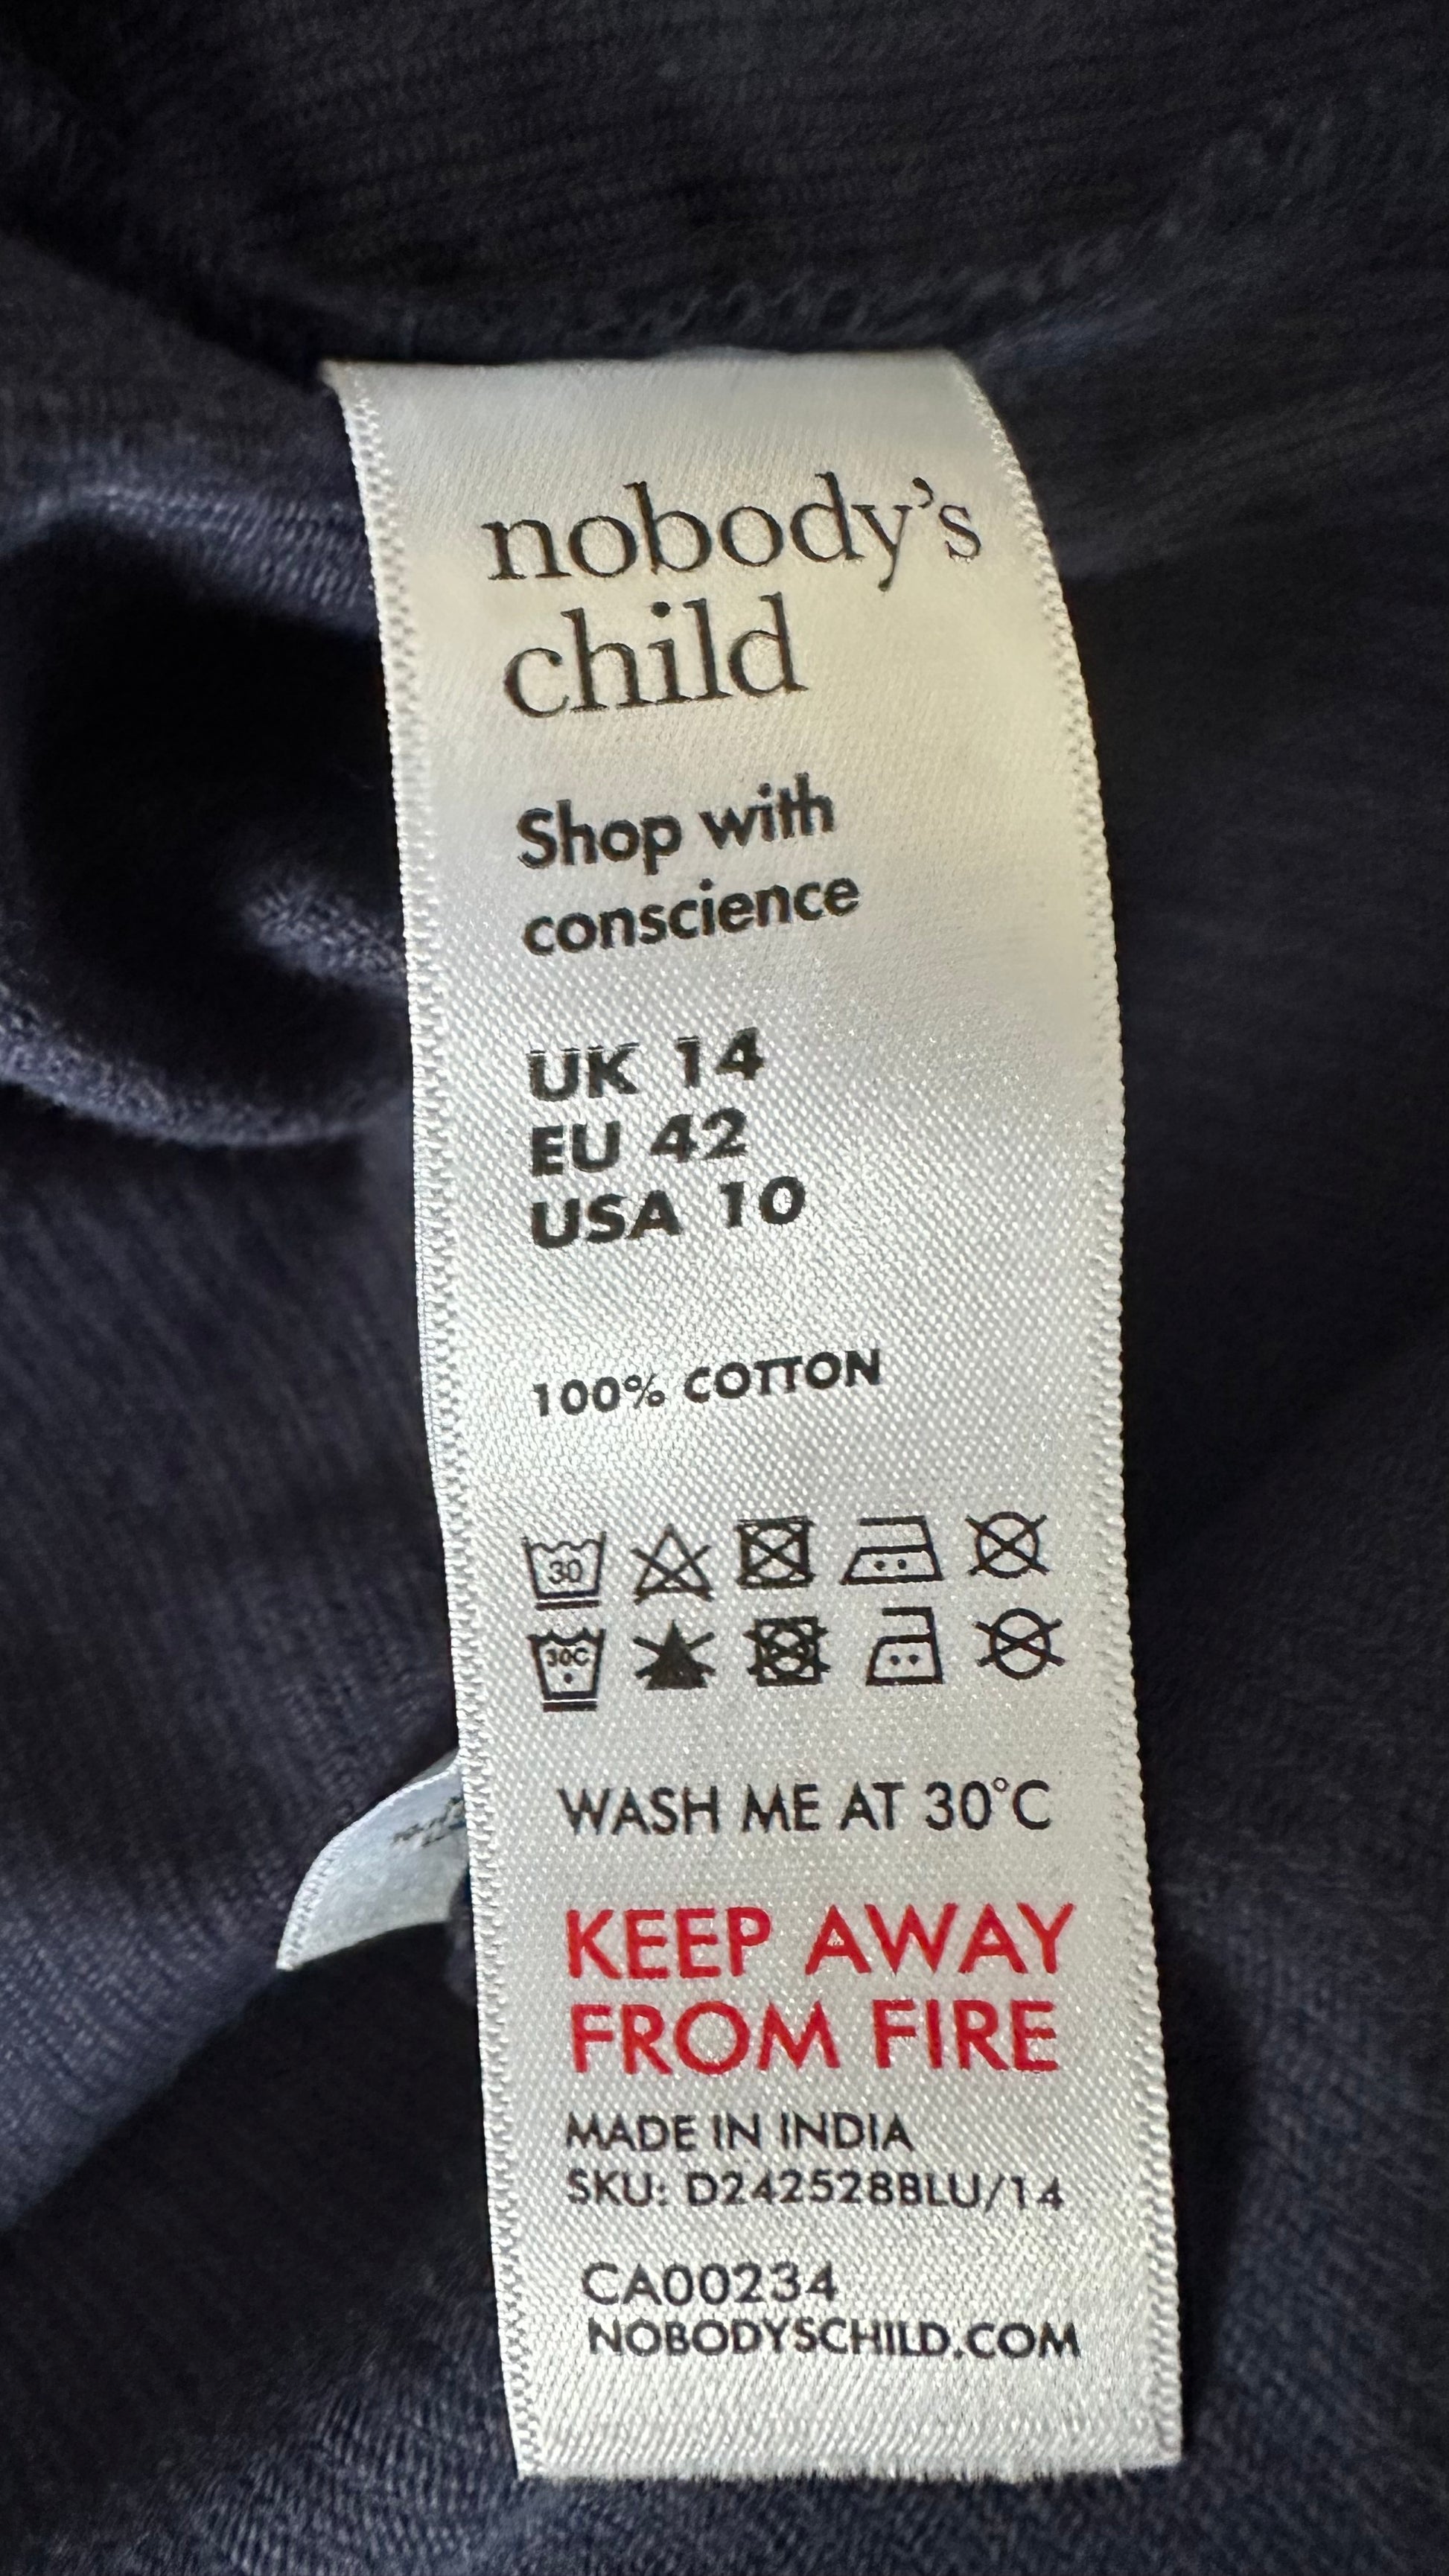 nobody's
child
Shop with
conscience
UK 14
EU 42
USA 10
100% COTTON
30
30C
WASH ME AT 30°C
KEEP AWAY
FROM FIRE
MADE IN INDIA
SKU: D242528BLU/14
CA00234
NOBODYSCHILD.COM